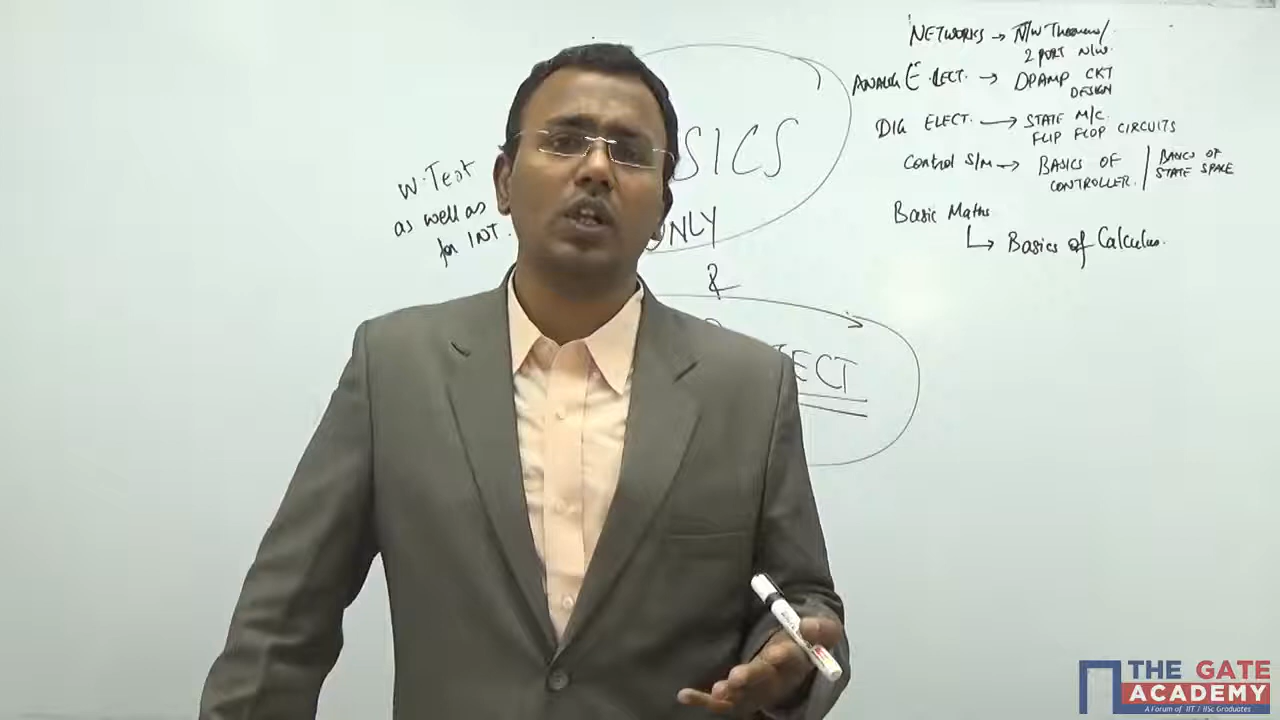 NETWORKS → N/W Theorems/
2 PORT N/W.
ANALOG ELECT. → OPAMP CKT
DESIGN
DIG ELECT. → STATE M/C.
FLIP FLOP CIRCUITS
Control S/M → BASICS OF / BASICS OF
CONTROLLER. STATE SPACE
Basic Maths
↳ Basics of Calculus.
SICS
NLY
&
JECT
W.Test
as well as
for INT.
THE GATE
ACADEMY
A Forum of IIT / IISc Graduates